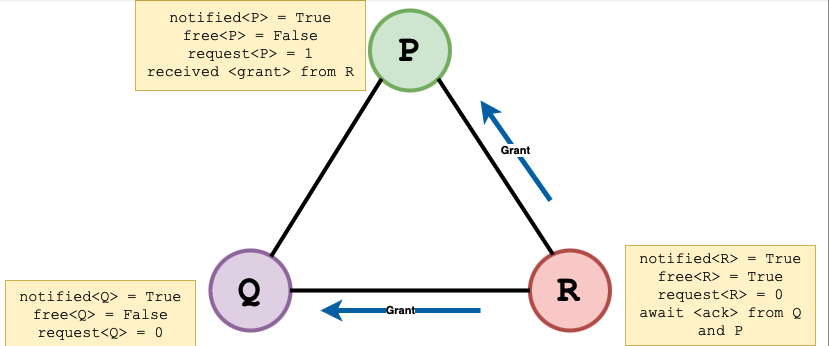 notified<P> = True
free<P> = False
request<P> = 1
received <grant> from R
P
Grant
Q
R
Grant
notified<Q> = True
free<Q> = False
request<Q> = 0
notified<R> = True
free<R> = True
request<R> = 0
await <ack> from Q
and P